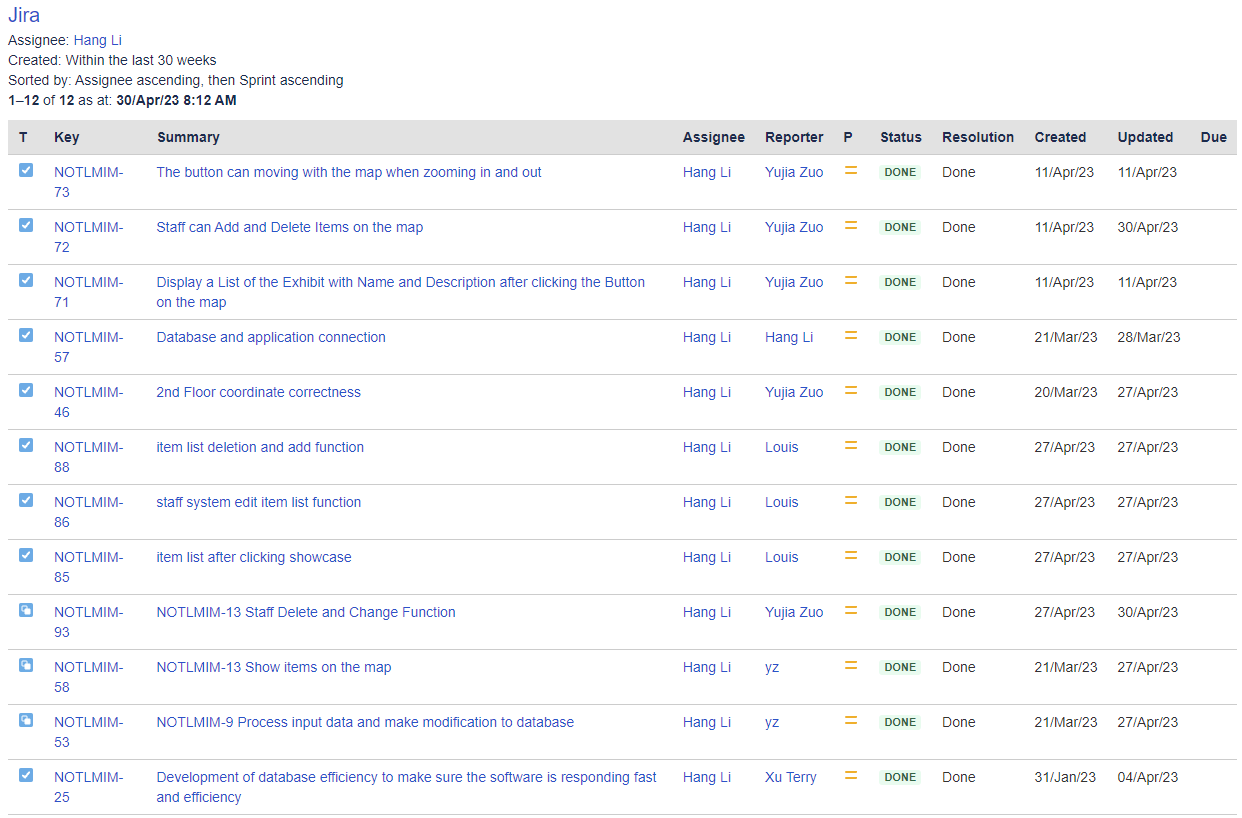 Jira
Assignee: Hang Li
Created: Within the last 30 weeks
Sorted by: Assignee ascending, then Sprint ascending
1–12 of 12 as at: 30/Apr/23 8:12 AM
T Key Summary Assignee Reporter P Status Resolution Created Updated Due
NOTLMIM- The button can moving with the map when zooming in and out Hang Li Yujia Zuo DONE Done 11/Apr/23 11/Apr/23
73
NOTLMIM- Staff can Add and Delete Items on the map Hang Li Yujia Zuo DONE Done 11/Apr/23 30/Apr/23
72
NOTLMIM- Display a List of the Exhibit with Name and Description after clicking the Button Hang Li Yujia Zuo DONE Done 11/Apr/23 11/Apr/23
71 on the map
NOTLMIM- Database and application connection Hang Li Hang Li DONE Done 21/Mar/23 28/Mar/23
57
NOTLMIM- 2nd Floor coordinate correctness Hang Li Yujia Zuo DONE Done 20/Mar/23 27/Apr/23
46
NOTLMIM- item list deletion and add function Hang Li Louis DONE Done 27/Apr/23 27/Apr/23
88
NOTLMIM- staff system edit item list function Hang Li Louis DONE Done 27/Apr/23 27/Apr/23
86
NOTLMIM- item list after clicking showcase Hang Li Louis DONE Done 27/Apr/23 27/Apr/23
85
NOTLMIM- NOTLMIM-13 Staff Delete and Change Function Hang Li Yujia Zuo DONE Done 27/Apr/23 30/Apr/23
93
NOTLMIM- NOTLMIM-13 Show items on the map Hang Li yz DONE Done 21/Mar/23 27/Apr/23
58
NOTLMIM- NOTLMIM-9 Process input data and make modification to database Hang Li yz DONE Done 21/Mar/23 27/Apr/23
53
NOTLMIM- Development of database efficiency to make sure the software is responding fast Hang Li Xu Terry DONE Done 31/Jan/23 04/Apr/23
25 and efficiency